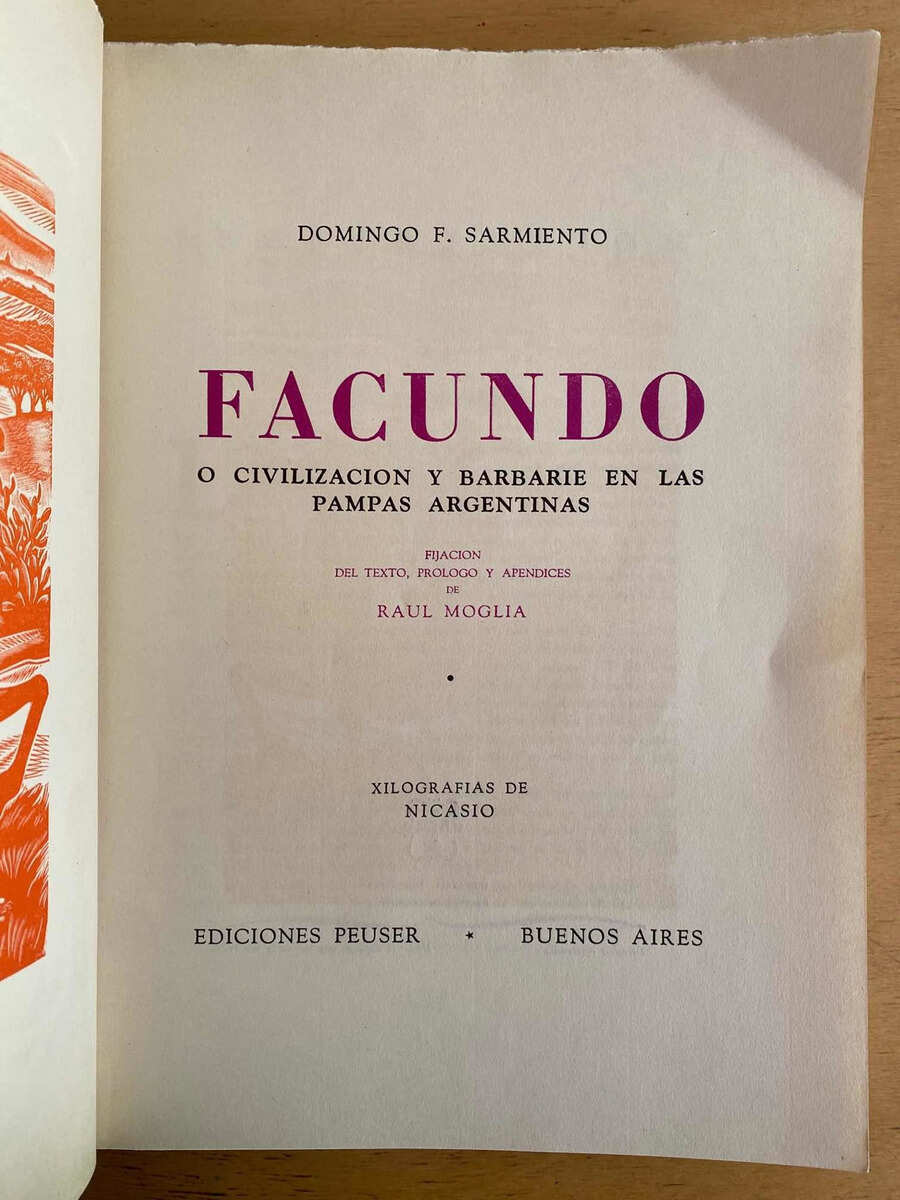 DOMINGO F. SARMIENTO
FACUNDO
O CIVILIZACION Y BARBARIE EN LAS
PAMPAS ARGENTINAS
FIJACION
DEL TEXTO, PROLOGO Y APENDICES
DE
RAUL MOGLIA
•
XILOGRAFIAS DE
NICASIO
EDICIONES PEUSER * BUENOS AIRES